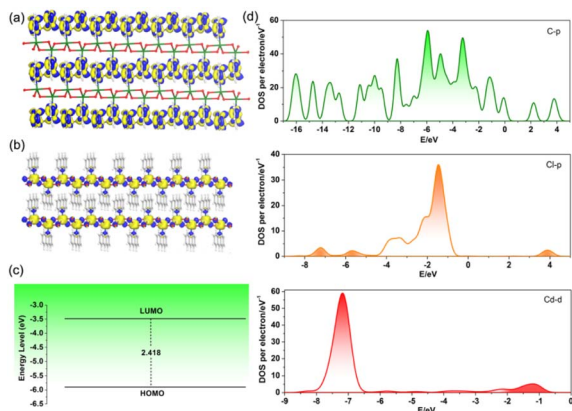 (a)
(b)
(c)
-3.0
-3.5
-4.0
-4.5
-5.0
-5.5
-6.0
-6.5
Energy Level (eV)
LUMO
2.418
HOMO
(d)
C-p
DOS per electron/eV⁻¹
60
50
40
30
20
10
0
-16 -14 -12 -10 -8 -6 -4 -2 0 2 4
E/eV
Cl-p
DOS per electron/eV⁻¹
40
30
20
10
0
-8 -6 -4 -2 0 2 4
E/eV
Cd-d
DOS per electron/eV⁻¹
60
50
40
30
20
10
0
-9 -8 -7 -6 -5 -4 -3 -2 -1 0
E/eV